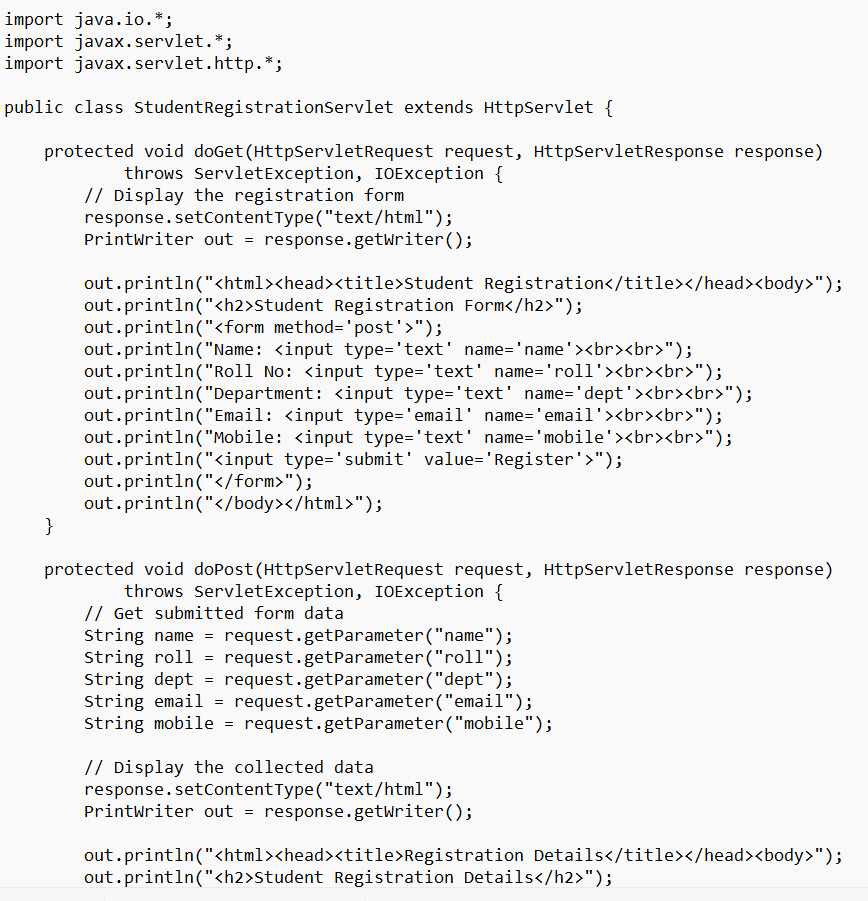 import java.io.*;
import javax.servlet.*;
import javax.servlet.http.*;

public class StudentRegistrationServlet extends HttpServlet {

    protected void doGet(HttpServletRequest request, HttpServletResponse response)
            throws ServletException, IOException {
        // Display the registration form
        response.setContentType("text/html");
        PrintWriter out = response.getWriter();

        out.println("<html><head><title>Student Registration</title></head><body>");
        out.println("<h2>Student Registration Form</h2>");
        out.println("<form method='post'>");
        out.println("Name: <input type='text' name='name'><br><br>");
        out.println("Roll No: <input type='text' name='roll'><br><br>");
        out.println("Department: <input type='text' name='dept'><br><br>");
        out.println("Email: <input type='email' name='email'><br><br>");
        out.println("Mobile: <input type='text' name='mobile'><br><br>");
        out.println("<input type='submit' value='Register'>");
        out.println("</form>");
        out.println("</body></html>");
    }

    protected void doPost(HttpServletRequest request, HttpServletResponse response)
            throws ServletException, IOException {
        // Get submitted form data
        String name = request.getParameter("name");
        String roll = request.getParameter("roll");
        String dept = request.getParameter("dept");
        String email = request.getParameter("email");
        String mobile = request.getParameter("mobile");

        // Display the collected data
        response.setContentType("text/html");
        PrintWriter out = response.getWriter();

        out.println("<html><head><title>Registration Details</title></head><body>");
        out.println("<h2>Student Registration Details</h2>");